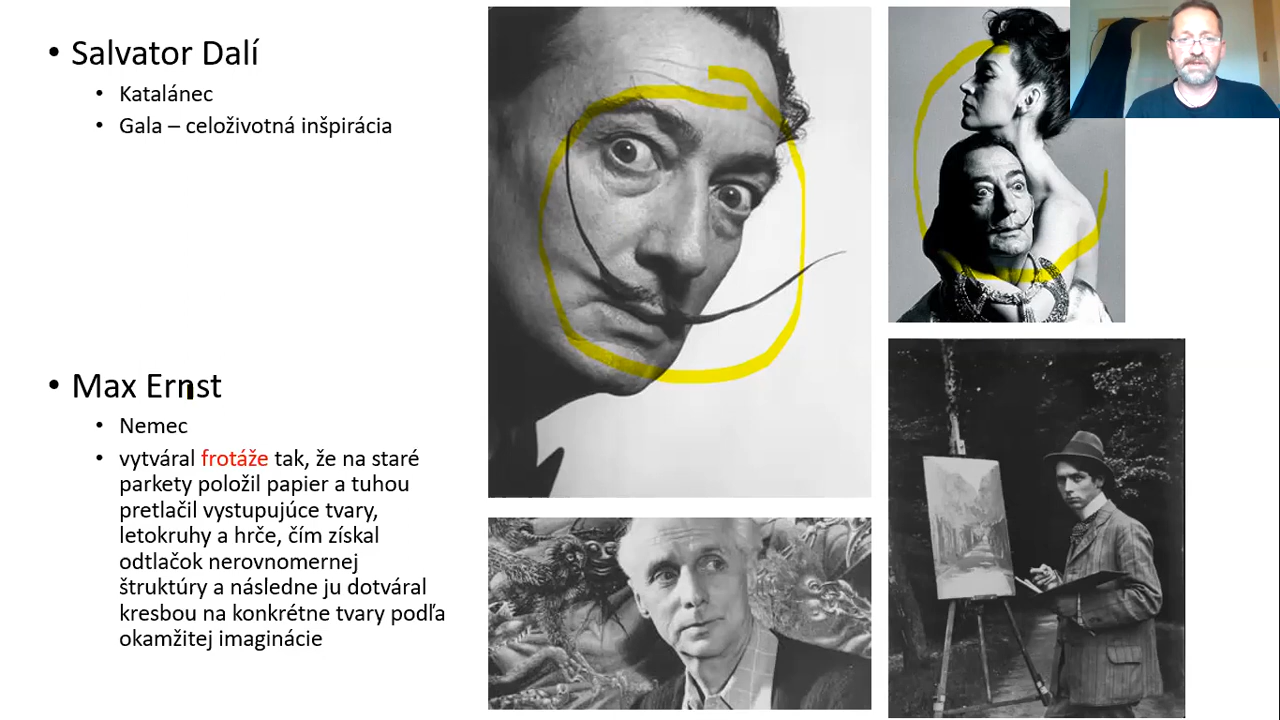 • Salvator Dalí
• Katalánec
• Gala – celoživotná inšpirácia
• Max Ernst
• Nemec
• vytváral frotáže tak, že na staré
parkety položil papier a tuhou
pretlačil vystupujúce tvary,
letokruhy a hrče, čím získal
odtlačok nerovnomernej
štruktúry a následne ju dotváral
kresbou na konkrétne tvary podľa
okamžitej imaginácie